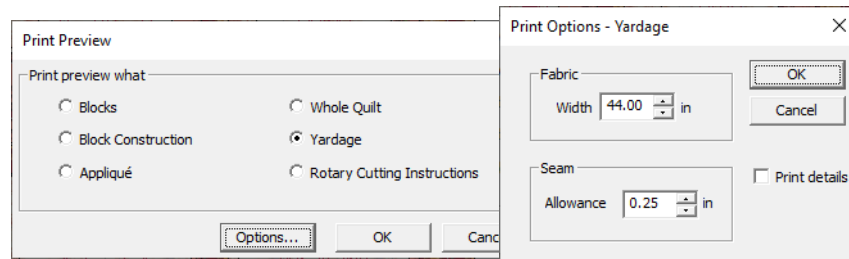 Print Preview
Print preview what
Blocks
Whole Quilt
Block Construction
Yardage
Appliqué
Rotary Cutting Instructions
Options...
OK
Canc
Print Options - Yardage
Fabric
Width 44.00 in
OK
Cancel
Seam
Allowance 0.25 in
Print details